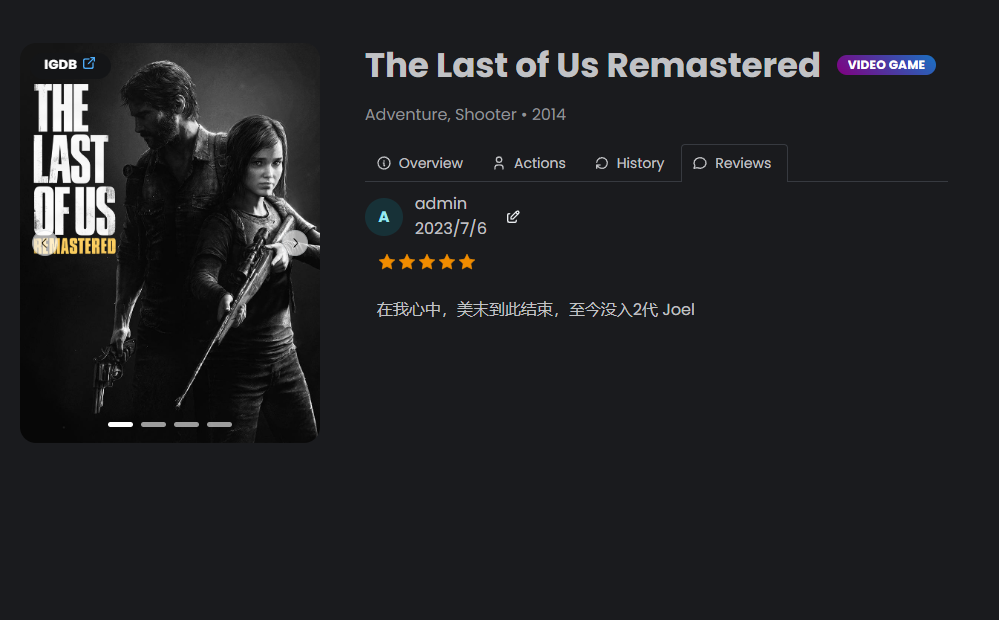 IGDB
THE
LAST
OF US
REMASTERED
The Last of Us Remastered
VIDEO GAME
Adventure, Shooter • 2014
Overview
Actions
History
Reviews
A
admin
2023/7/6
在我心中，美末到此结束，至今没入2代 Joel